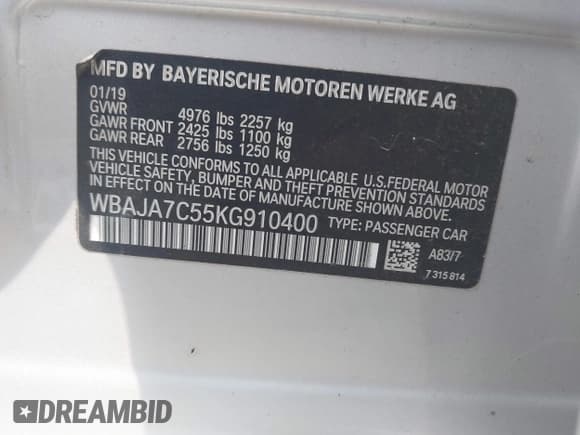 MFD BY BAYERISCHE MOTOREN WERKE AG
01/19
GVWR 4976 lbs 2257 kg
GAWR FRONT 2425 lbs 1100 kg
GAWR REAR 2756 lbs 1250 kg
THIS VEHICLE CONFORMS TO ALL APPLICABLE U.S.FEDERAL MOTOR
VEHICLE SAFETY, BUMPER AND THEFT PREVENTION STANDARDS
IN EFFECT ON THE DATE OF MANUFACTURE SHOWN ABOVE.
WBAJA7C55KG910400 TYPE: PASSENGER CAR
A83/7
7 315 814
DREAMBID